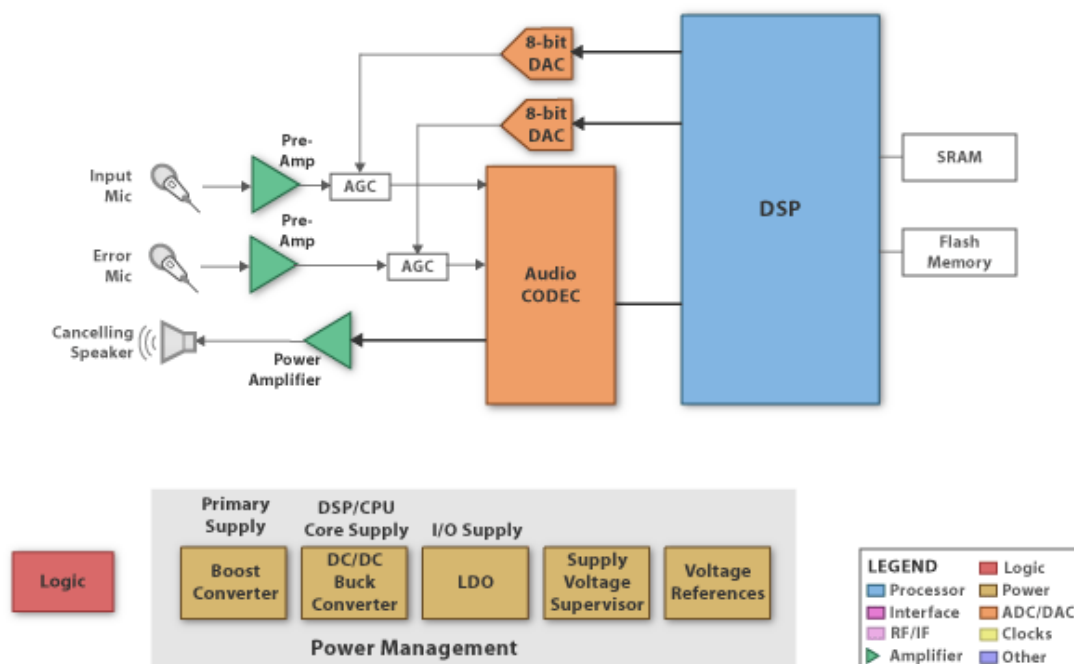 8-bit
DAC
8-bit
DAC
Pre-
Amp
Input
Mic
AGC
Pre-
Amp
Error
Mic
AGC
Audio
CODEC
DSP
SRAM
Flash
Memory
Cancelling
Speaker
Power
Amplifier
Primary
Supply
DSP/CPU
Core Supply
I/O Supply
Logic
Boost
Converter
DC/DC
Buck
Converter
LDO
Supply
Voltage
Supervisor
Voltage
References
Power Management
LEGEND
Processor
Interface
RF/IF
Amplifier
Logic
Power
ADC/DAC
Clocks
Other